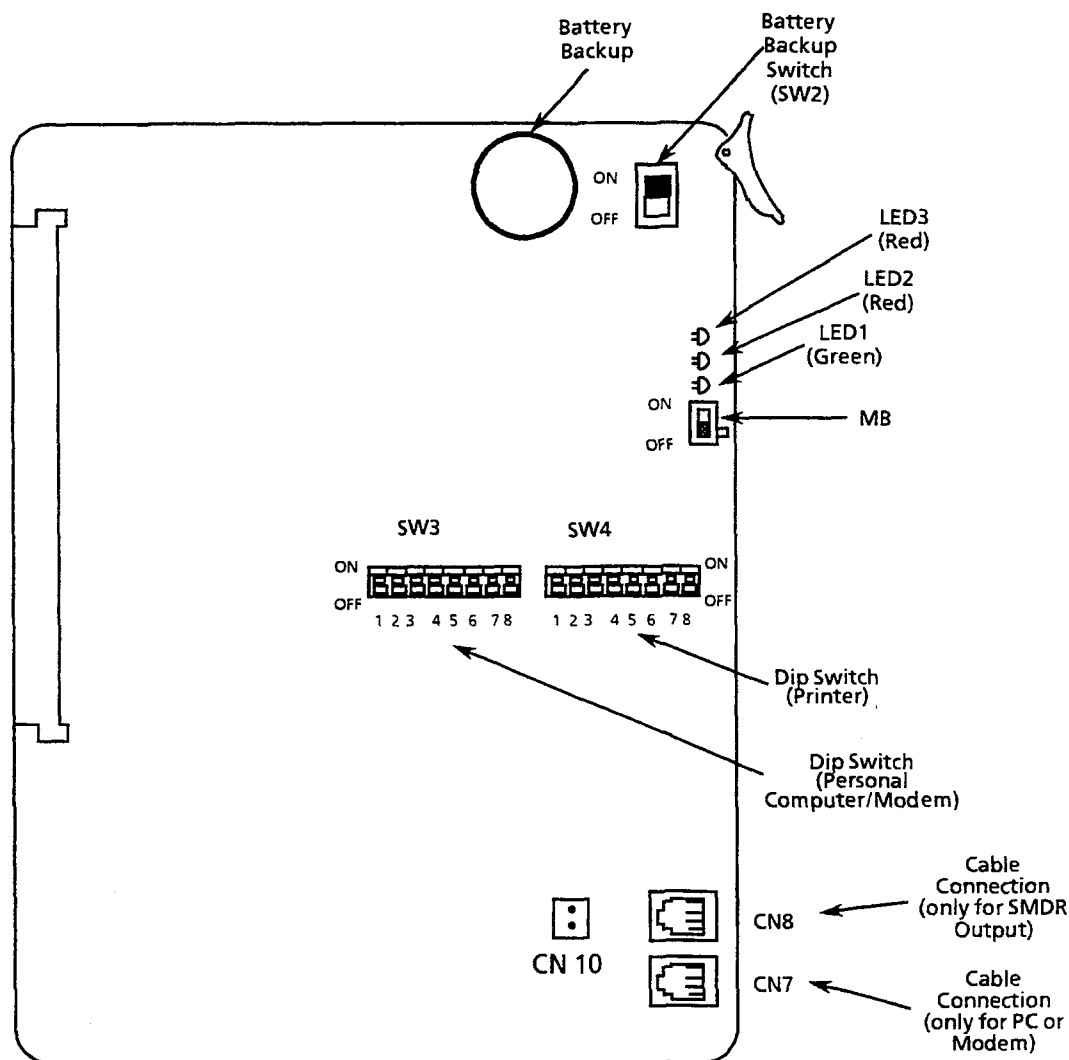 Battery
Backup
Battery
Backup
Switch
(SW2)
ON
OFF
LED3
(Red)
LED2
(Red)
LED1
(Green)
ON
OFF
MB
SW3
SW4
ON
OFF
1 2 3 4 5 6 7 8
ON
OFF
1 2 3 4 5 6 7 8
Dip Switch
(Printer)
Dip Switch
(Personal
Computer/Modem)
CN 10
CN8
Cable
Connection
(only for SMDR
Output)
CN7
Cable
Connection
(only for PC or
Modem)